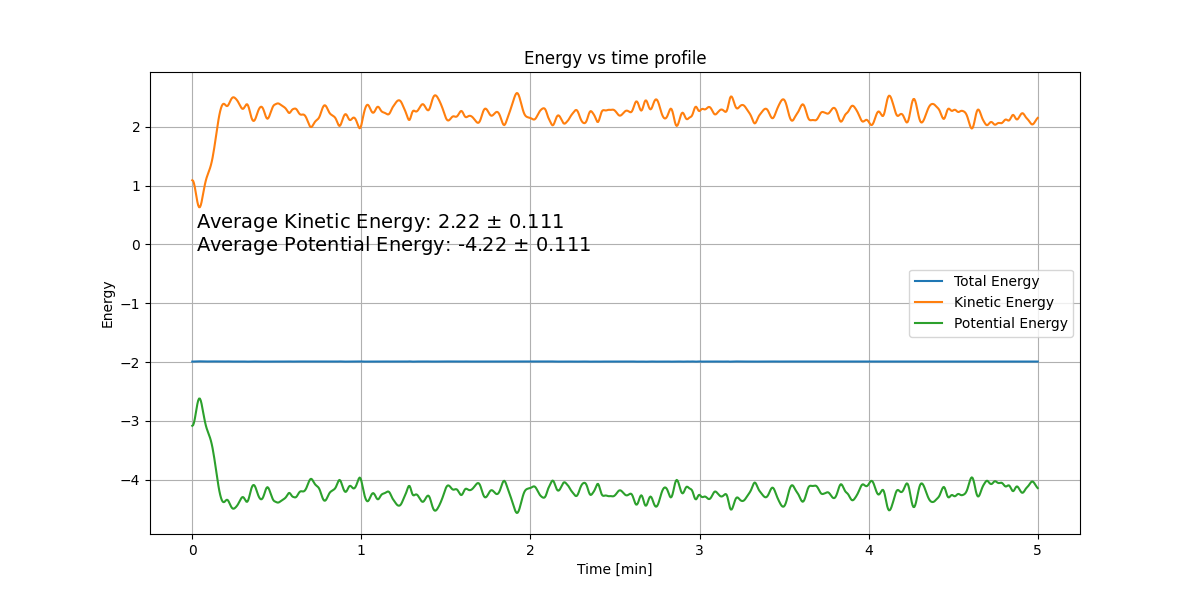 Energy vs time profile
2
1
0
−1
−2
−3
−4
Energy
Average Kinetic Energy: 2.22 ± 0.111
Average Potential Energy: -4.22 ± 0.111
Total Energy
Kinetic Energy
Potential Energy
0 1 2 3 4 5
Time [min]